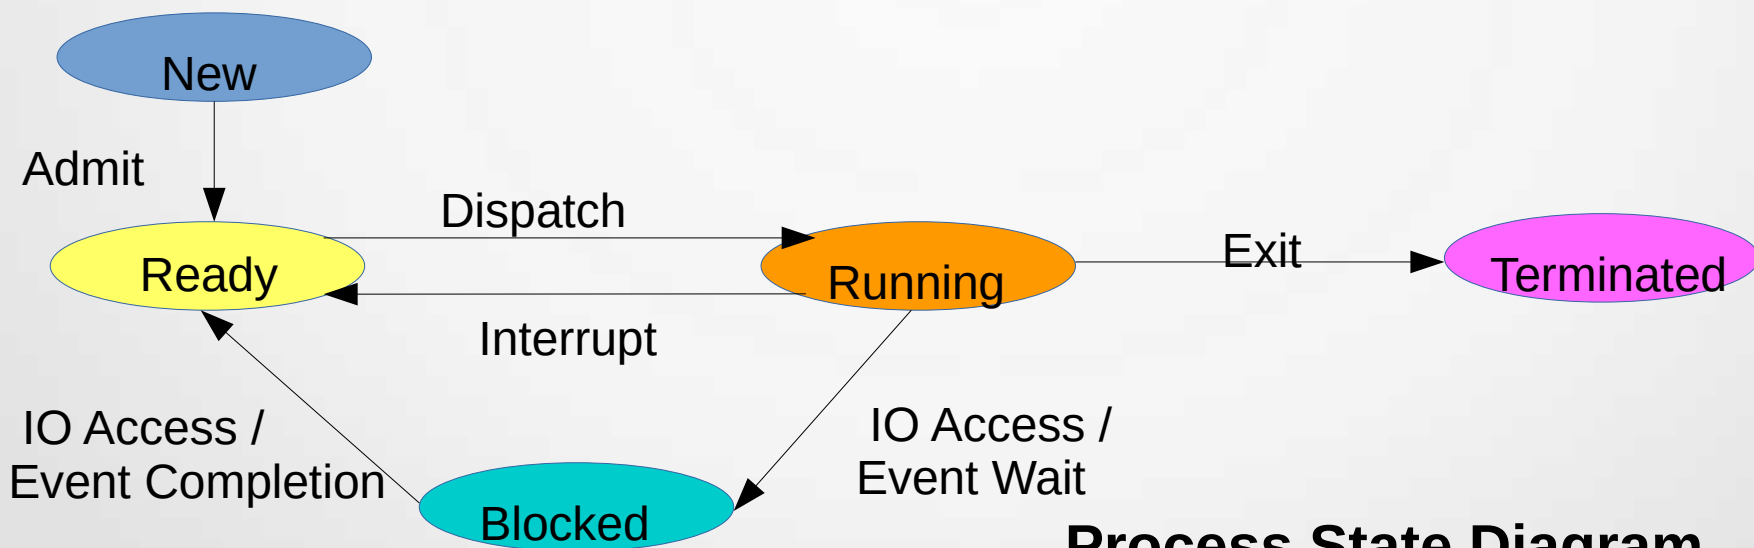 New
Admit
Dispatch
Ready
Running
Exit
Terminated
Interrupt
IO Access /
Event Completion
IO Access /
Event Wait
Blocked
Process State Diagram